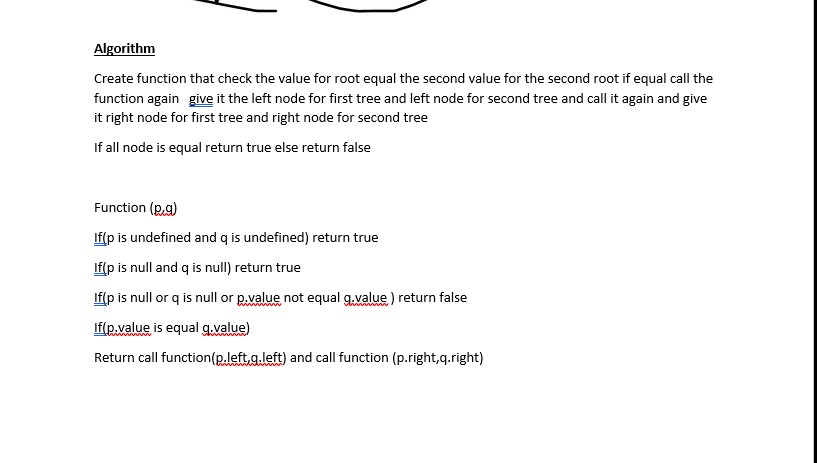 Algorithm
Create function that check the value for root equal the second value for the second root if equal call the
function again   give it the left node for first tree and left node for second tree and call it again and give
it right node for first tree and right node for second tree
If all node is equal return true else return false
Function (p,q)
If(p is undefined and q is undefined) return true
If(p is null and q is null) return true
If(p is null or q is null or p.value not equal q.value ) return false
If(p.value is equal q.value)
Return call function(p.left,q.left) and call function (p.right,q.right)